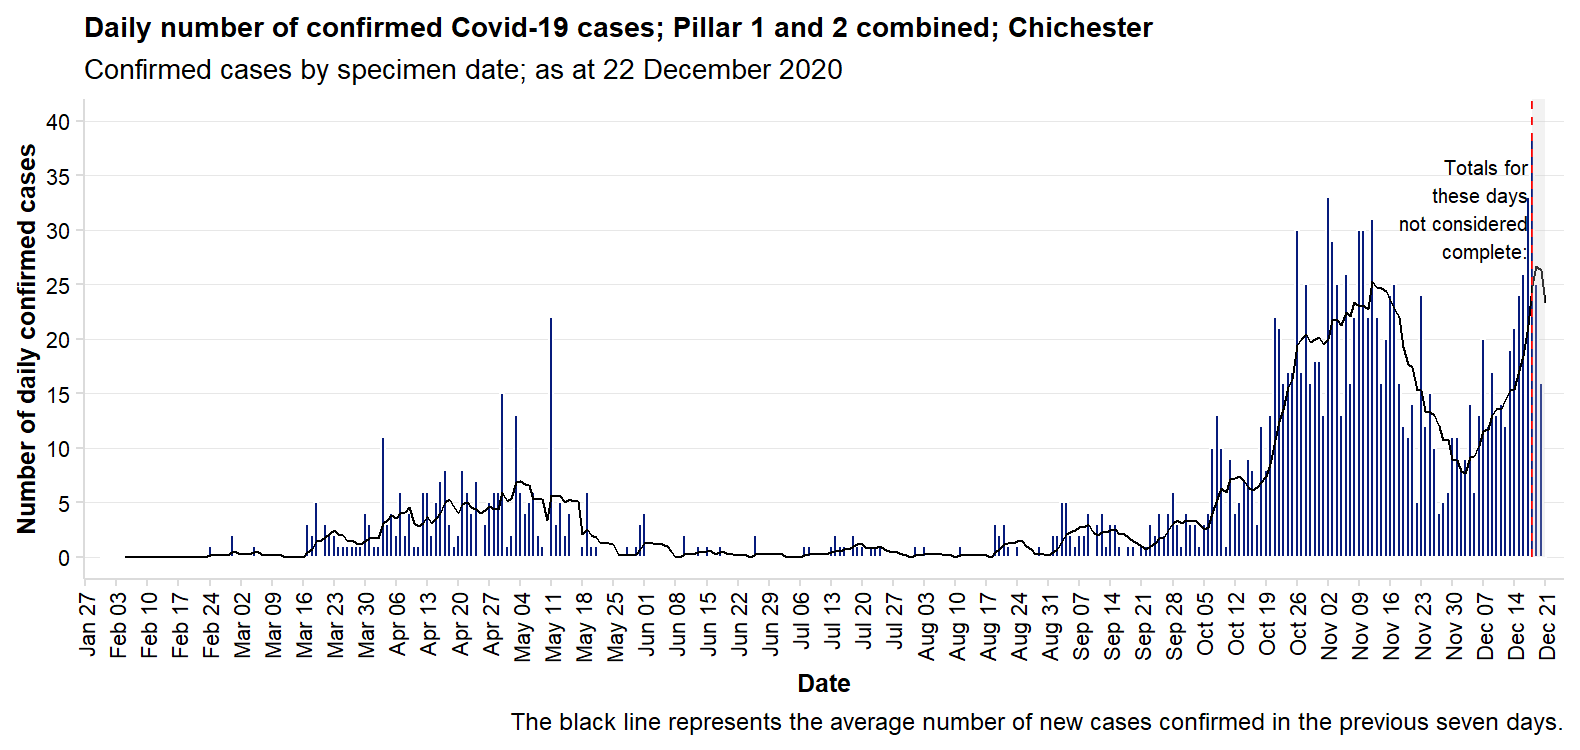 Daily number of confirmed Covid-19 cases; Pillar 1 and 2 combined; Chichester
Confirmed cases by specimen date; as at 22 December 2020
Number of daily confirmed cases
40
35
30
25
20
15
10
5
0
Totals for
these days
not considered
complete:
Jan 27
Feb 03
Feb 10
Feb 17
Feb 24
Mar 02
Mar 09
Mar 16
Mar 23
Mar 30
Apr 06
Apr 13
Apr 20
Apr 27
May 04
May 11
May 18
May 25
Jun 01
Jun 08
Jun 15
Jun 22
Jun 29
Jul 06
Jul 13
Jul 20
Jul 27
Aug 03
Aug 10
Aug 17
Aug 24
Aug 31
Sep 07
Sep 14
Sep 21
Sep 28
Oct 05
Oct 12
Oct 19
Oct 26
Nov 02
Nov 09
Nov 16
Nov 23
Nov 30
Dec 07
Dec 14
Dec 21
Date
The black line represents the average number of new cases confirmed in the previous seven days.